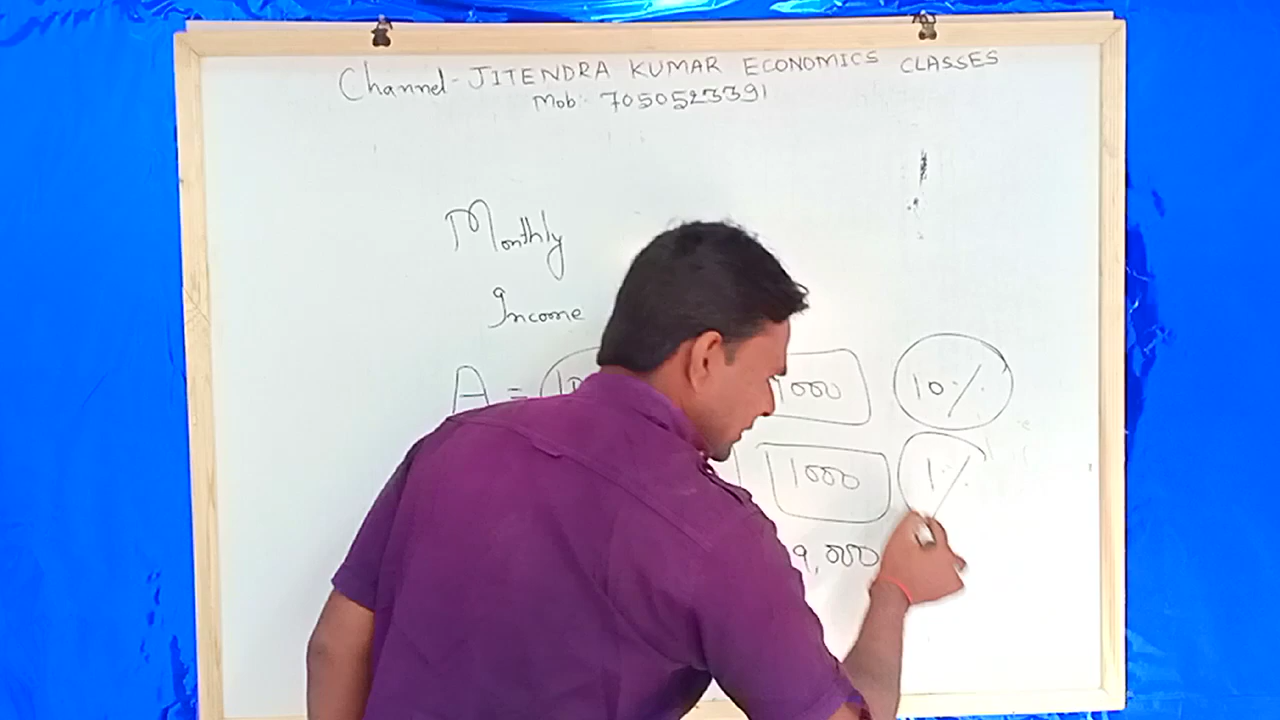 Channel - JITENDRA KUMAR ECONOMICS CLASSES
Mob:- 7050523391
Monthly
Income
A = 1000 10%
1000 1%
9,000